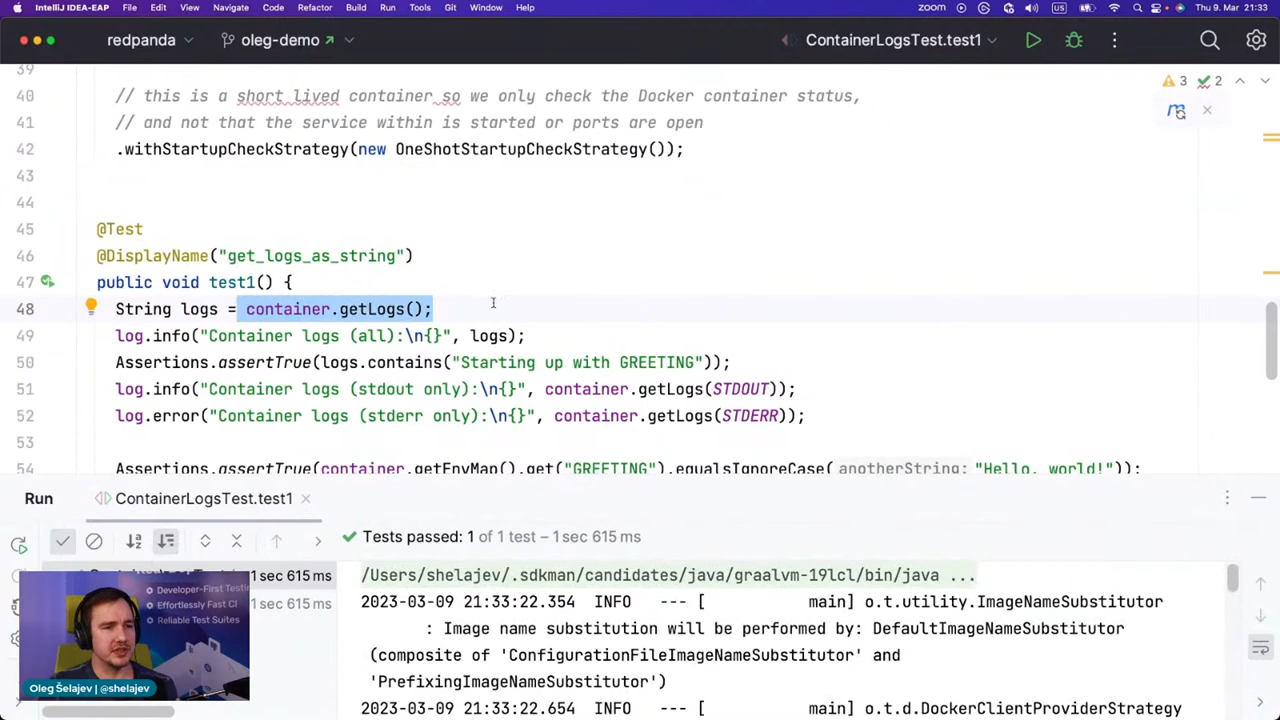 IntelliJ IDEA-EAP File Edit View Navigate Code Refactor Build Run Tools Git Window Help zoom US Thu 9. Mar 21:33
redpanda oleg-demo ContainerLogsTest.test1
39
40 // this is a short lived container so we only check the Docker container status, 3 2
41 // and not that the service within is started or ports are open
42 .withStartupCheckStrategy(new OneShotStartupCheckStrategy());
43
44
45 @Test
46 @DisplayName("get_logs_as_string")
47 public void test1() {
48 String logs = container.getLogs();
49 log.info("Container logs (all):\n{}", logs);
50 Assertions.assertTrue(logs.contains("Starting up with GREETING"));
51 log.info("Container logs (stdout only):\n{}", container.getLogs(STDOUT));
52 log.error("Container logs (stderr only):\n{}", container.getLogs(STDERR));
53
54 Assertions.assertTrue(container.getEnvMap().get("GREETING").equalsIgnoreCase( anotherString: "Hello, world!"));
Run ContainerLogsTest.test1
Tests passed: 1 of 1 test – 1 sec 615 ms
1 sec 615 ms
1 sec 615 ms
/Users/shelajev/.sdkman/candidates/java/graalvm-19lcl/bin/java ...
2023-03-09 21:33:22.354 INFO --- [ main] o.t.utility.ImageNameSubstitutor
: Image name substitution will be performed by: DefaultImageNameSubstitutor
(composite of 'ConfigurationFileImageNameSubstitutor' and
'PrefixingImageNameSubstitutor')
2023-03-09 21:33:22.654 INFO --- [ main] o.t.d.DockerClientProviderStrategy
Developer-First Testin
Effortlessly Fast CI
Reliable Test Suites
Oleg Šelajev | @shelajev